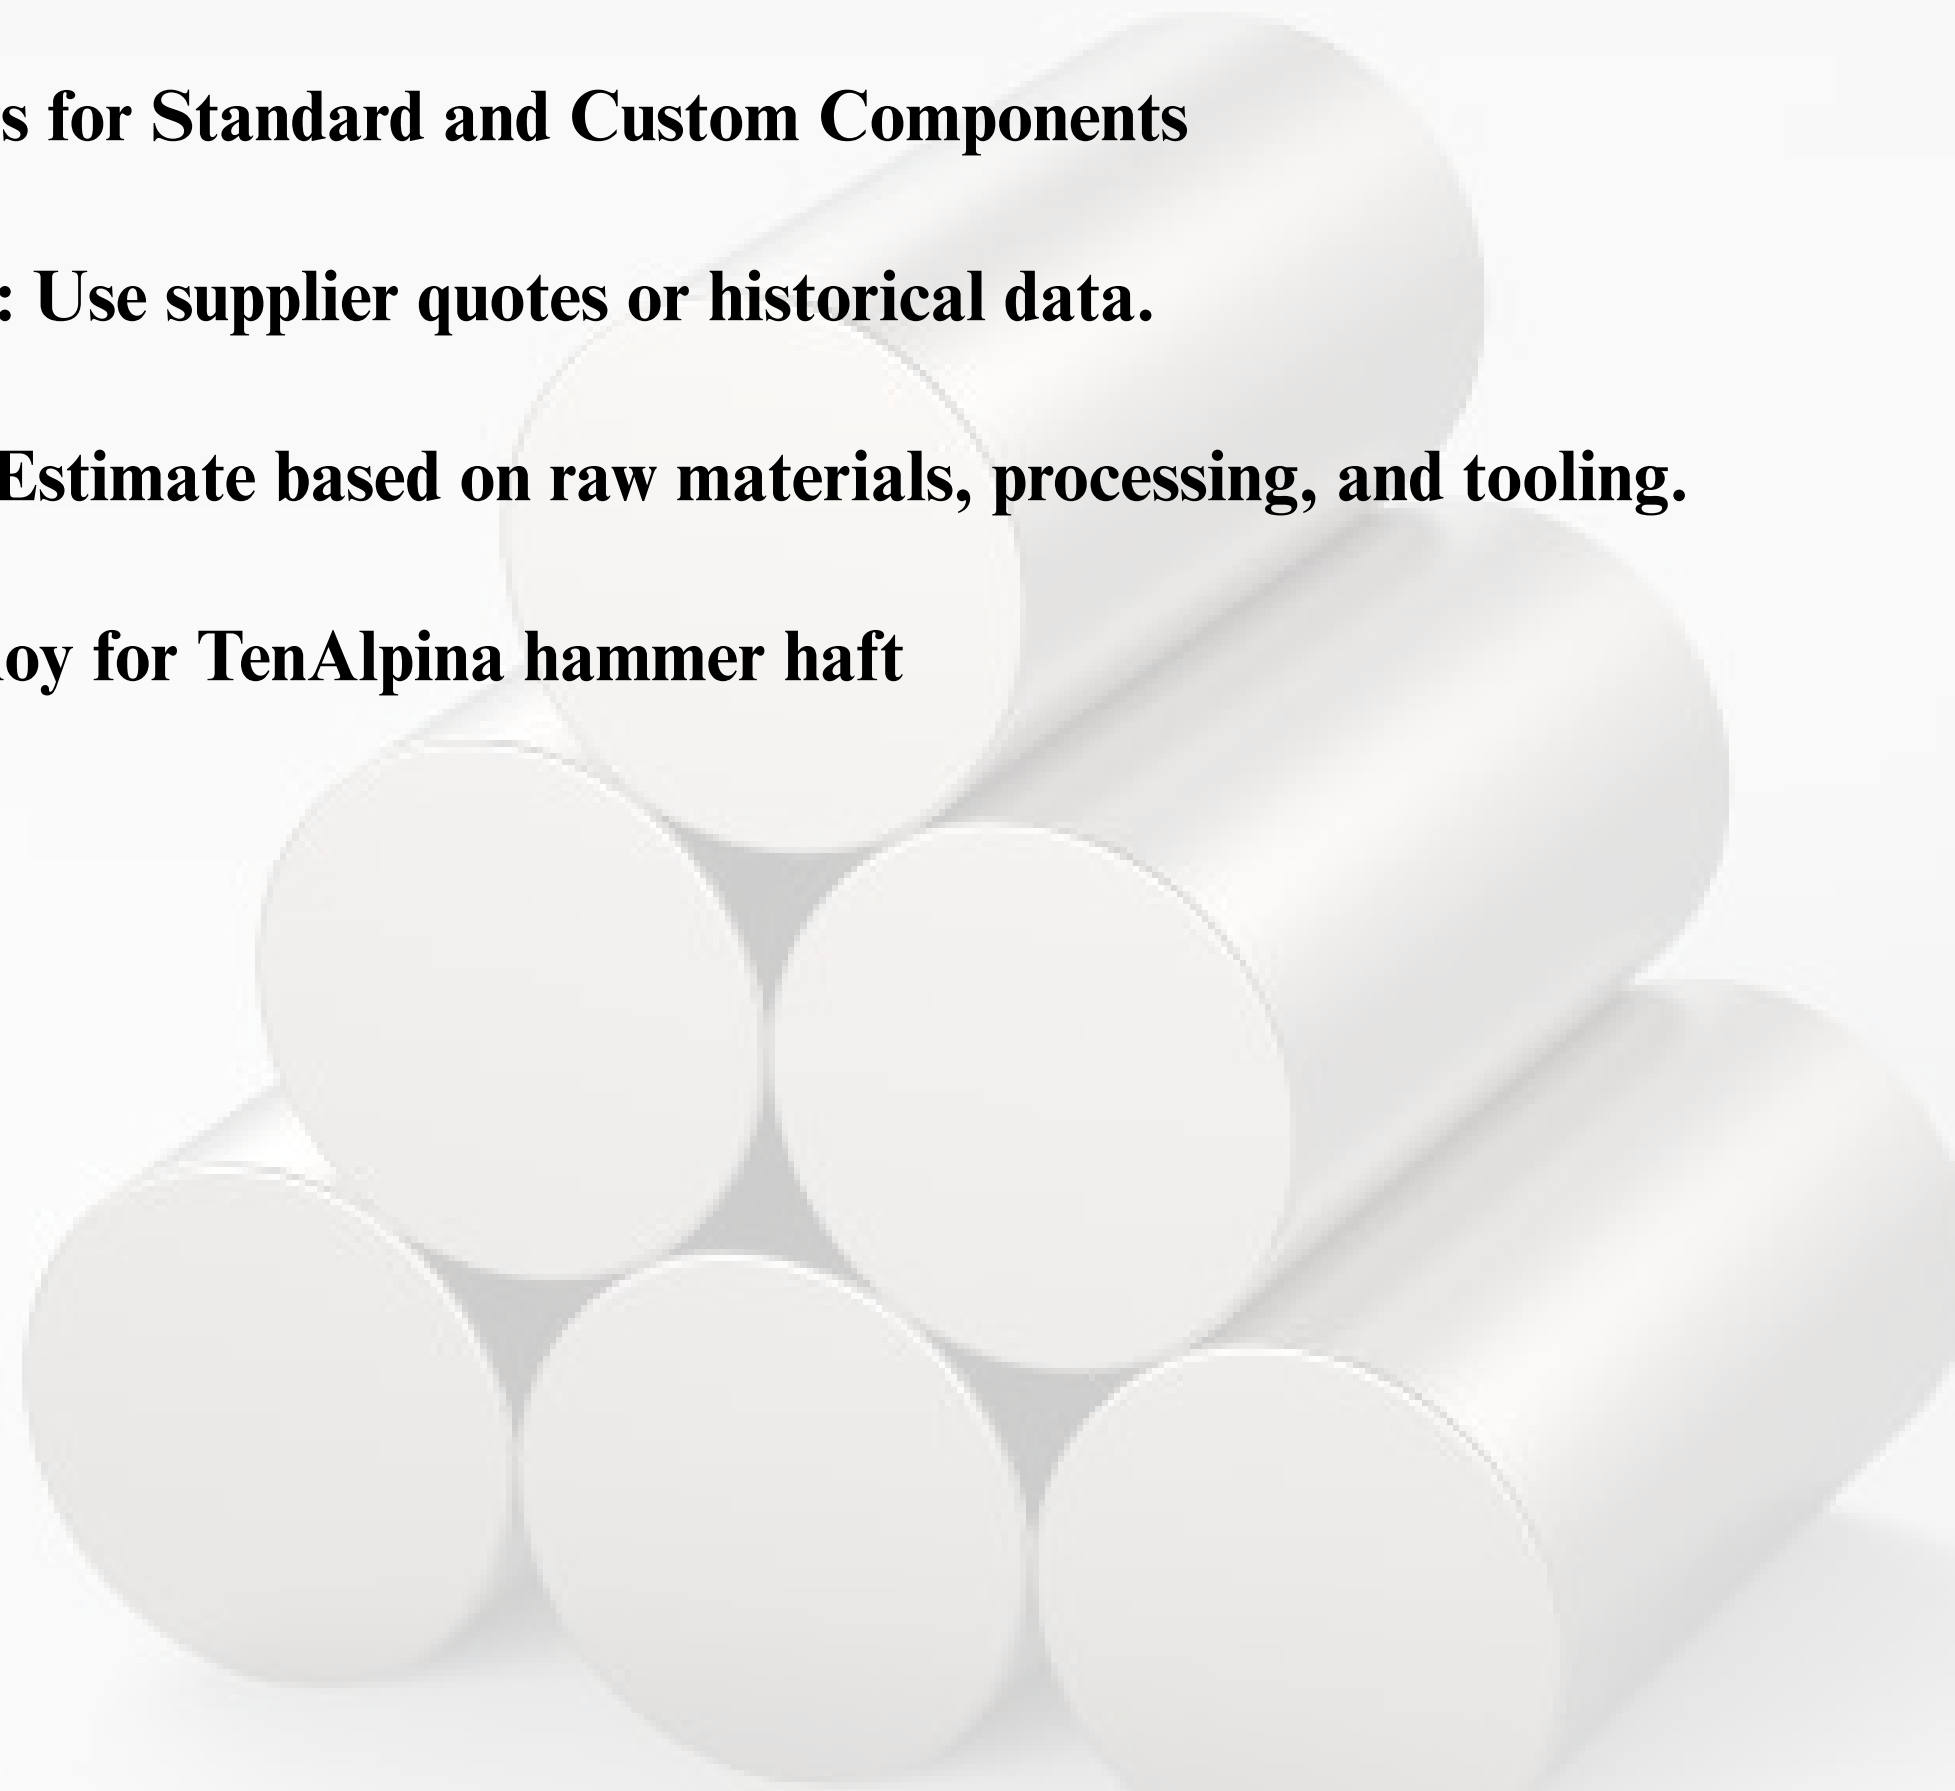 s for Standard and Custom Components
: Use supplier quotes or historical data.
Estimate based on raw materials, processing, and tooling.
oy for TenAlpina hammer haft